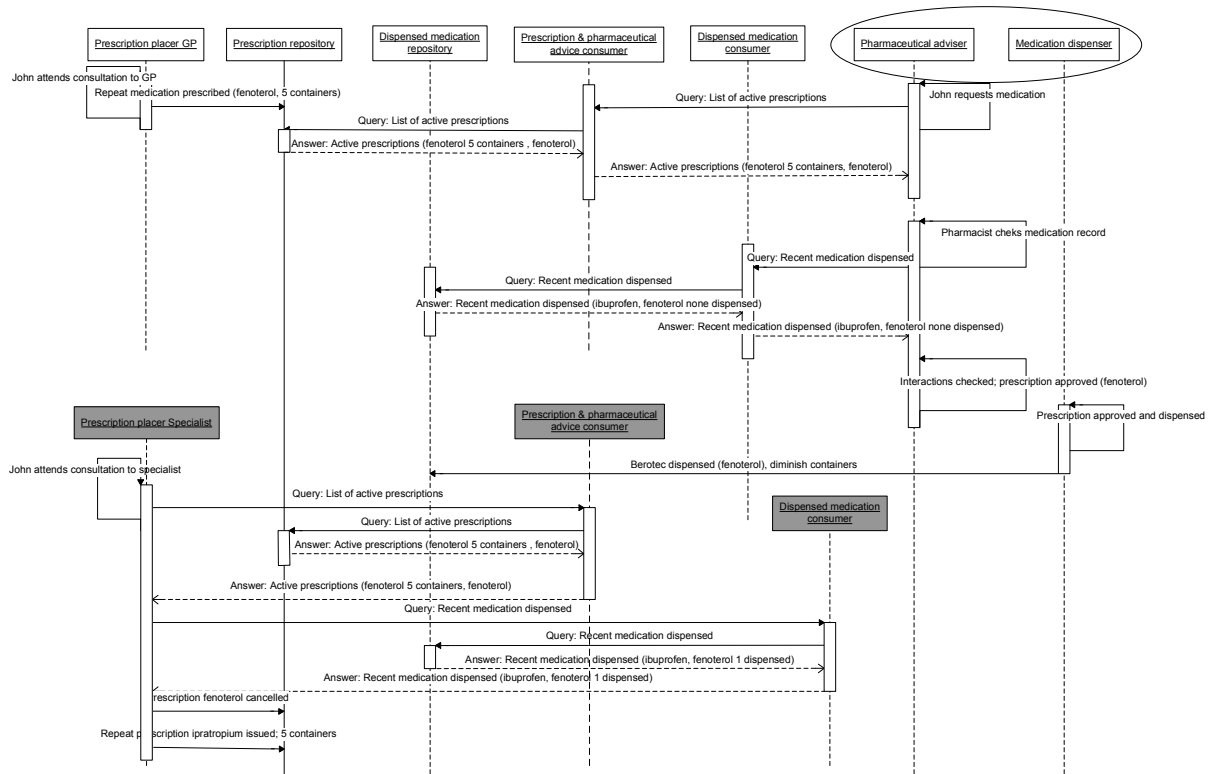 Prescription placer GP
Prescription repository
Dispensed medication
repository
Prescription & pharmaceutical
advice consumer
Dispensed medication
consumer
Pharmaceutical adviser
Medication dispenser
John attends consultation to GP
Repeat medication prescribed (fenoterol, 5 containers)
Query: List of active prescriptions
John requests medication
Query: List of active prescriptions
Answer: Active prescriptions (fenoterol 5 containers , fenoterol)
Answer: Active prescriptions (fenoterol 5 containers, fenoterol)
Pharmacist cheks medication record
Query: Recent medication dispensed
Query: Recent medication dispensed
Answer: Recent medication dispensed (ibuprofen, fenoterol none dispensed)
Answer: Recent medication dispensed (ibuprofen, fenoterol none dispensed)
Interactions checked; prescription approved (fenoterol)
Prescription placer Specialist
Prescription & pharmaceutical
advice consumer
Prescription approved and dispensed
John attends consultation to specialist
Berotec dispensed (fenoterol), diminish containers
Query: List of active prescriptions
Dispensed medication
consumer
Query: List of active prescriptions
Answer: Active prescriptions (fenoterol 5 containers , fenoterol)
Answer: Active prescriptions (fenoterol 5 containers, fenoterol)
Query: Recent medication dispensed
Query: Recent medication dispensed
Answer: Recent medication dispensed (ibuprofen, fenoterol 1 dispensed)
Answer: Recent medication dispensed (ibuprofen, fenoterol 1 dispensed)
rescription fenoterol cancelled
Repeat prescription ipratropium issued; 5 containers